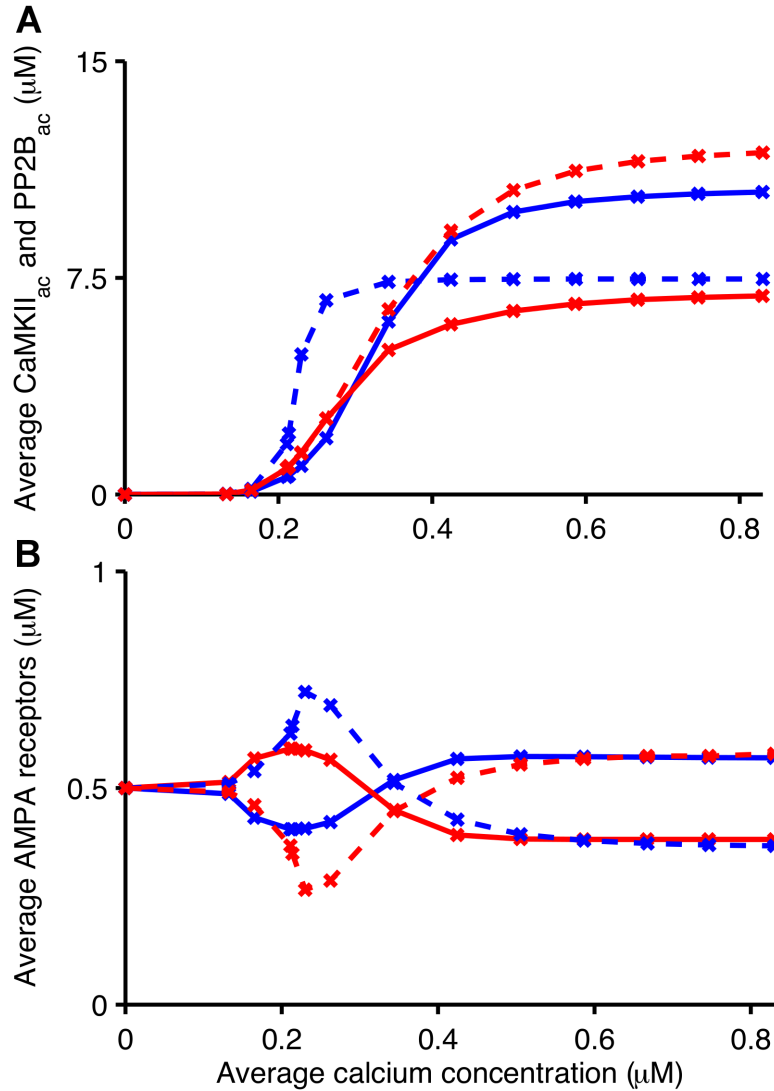 A
Average CaMKII_ac and PP2B_ac (μM)
15
7.5
0
0 0.2 0.4 0.6 0.8
B
Average AMPA receptors (μM)
1
0.5
0
0 0.2 0.4 0.6 0.8
Average calcium concentration (μM)